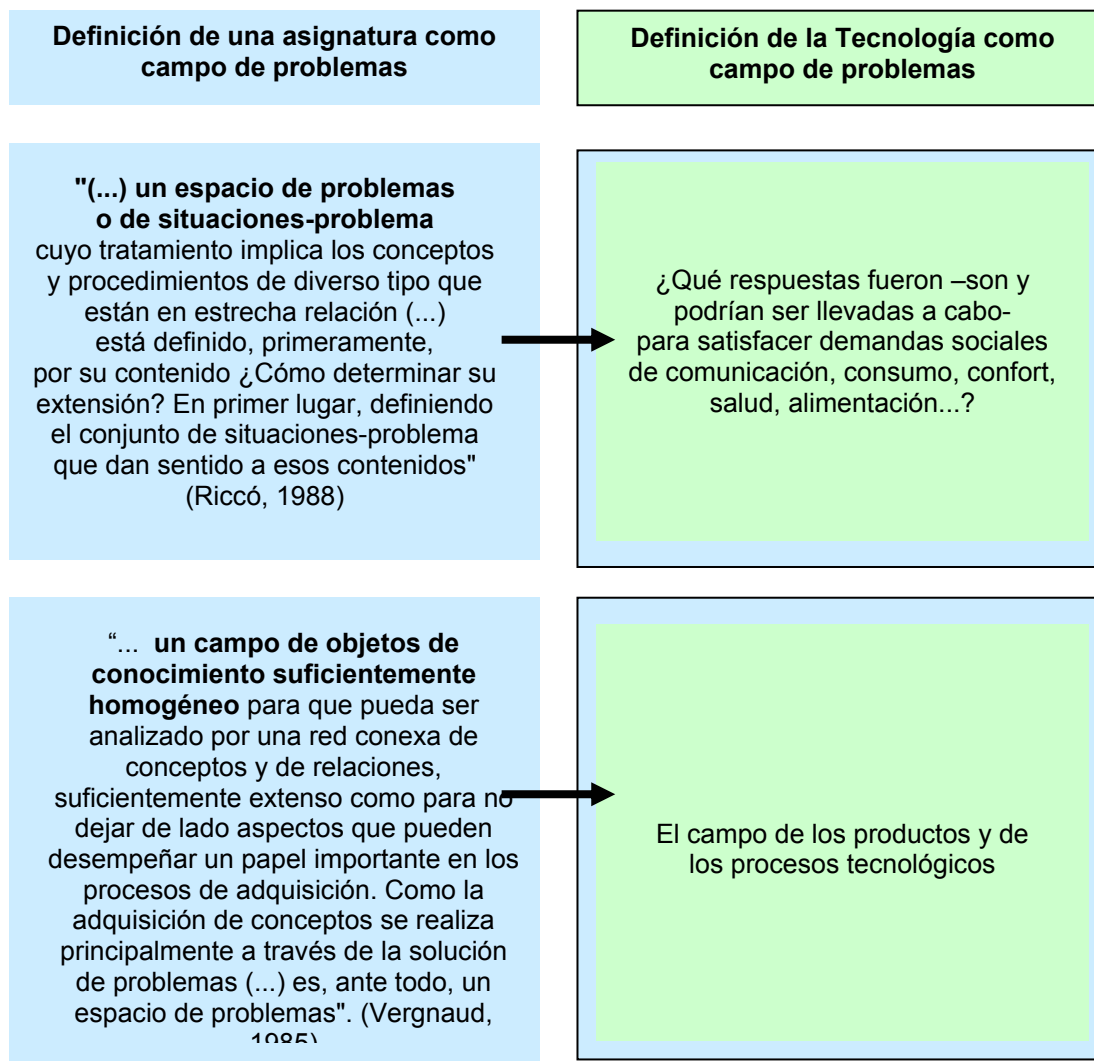 Definición de una asignatura como
campo de problemas
Definición de la Tecnología como
campo de problemas
"(...) un espacio de problemas
o de situaciones-problema
cuyo tratamiento implica los conceptos
y procedimientos de diverso tipo que
están en estrecha relación (...)
está definido, primeramente,
por su contenido ¿Cómo determinar su
extensión? En primer lugar, definiendo
el conjunto de situaciones-problema
que dan sentido a esos contenidos"
(Riccó, 1988)
¿Qué respuestas fueron –son y
podrían ser llevadas a cabo-
para satisfacer demandas sociales
de comunicación, consumo, confort,
salud, alimentación...?
“... un campo de objetos de
conocimiento suficientemente
homogéneo para que pueda ser
analizado por una red conexa de
conceptos y de relaciones,
suficientemente extenso como para no
dejar de lado aspectos que pueden
desempeñar un papel importante en los
procesos de adquisición. Como la
adquisición de conceptos se realiza
principalmente a través de la solución
de problemas (...) es, ante todo, un
espacio de problemas". (Vergnaud,
1985)
El campo de los productos y de
los procesos tecnológicos